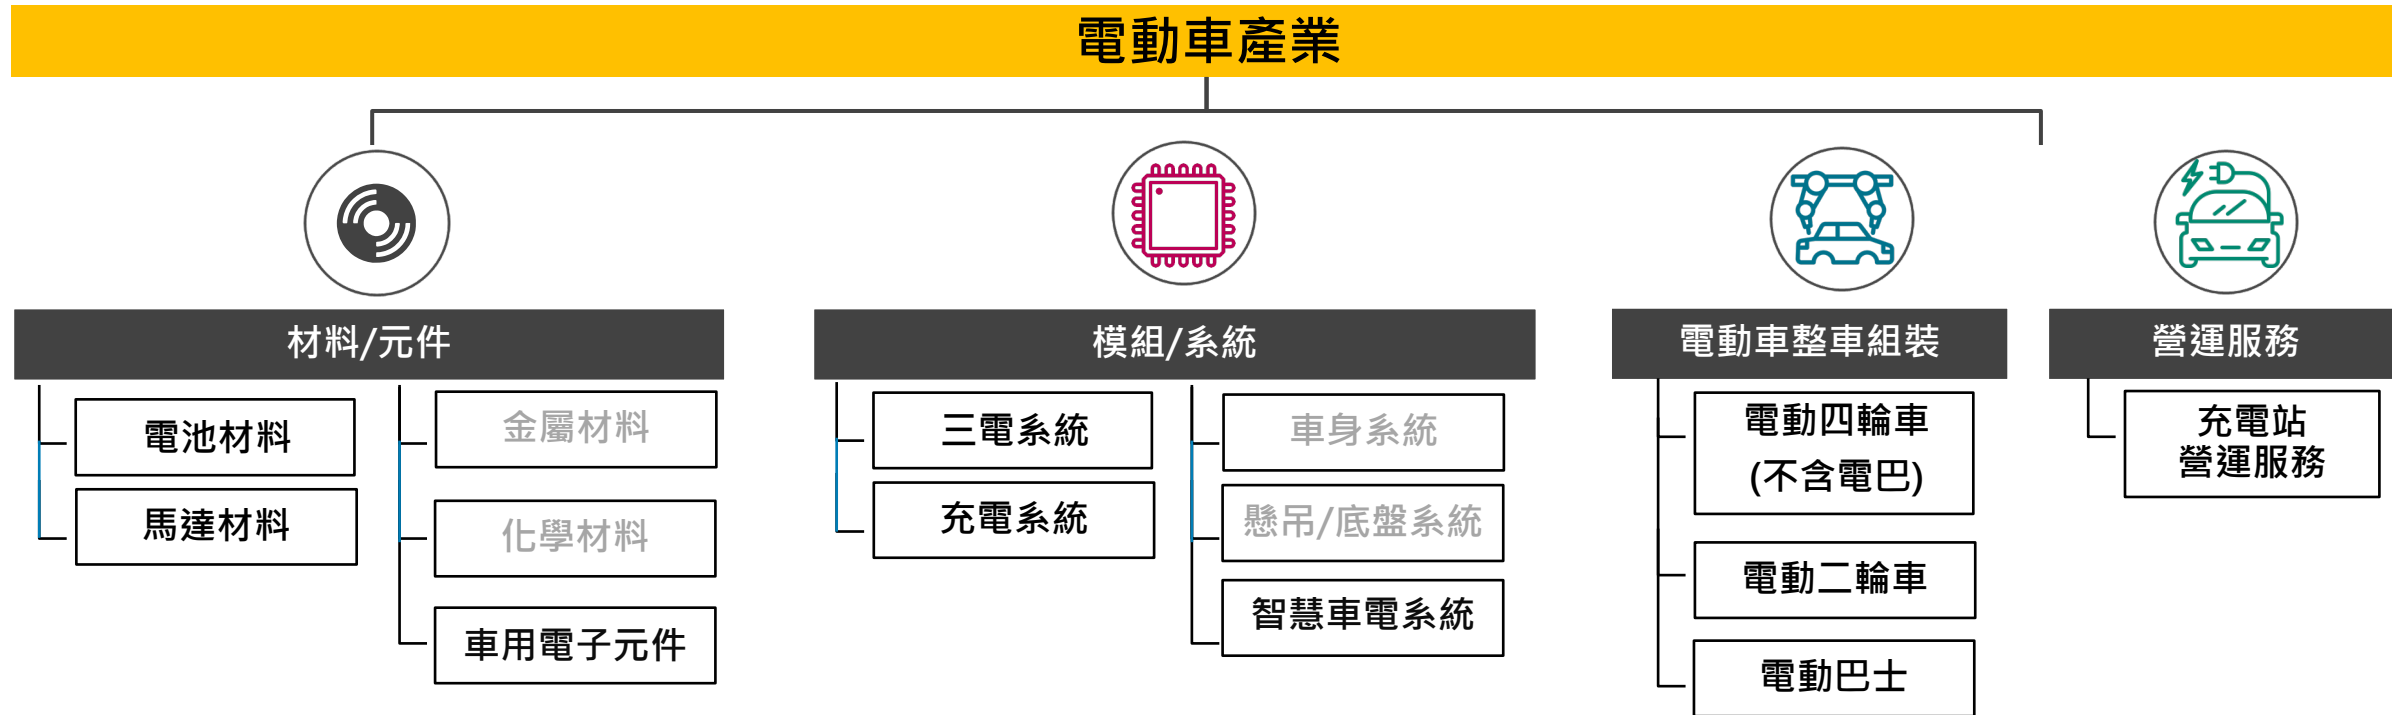 電動車產業
材料/元件
電池材料
馬達材料
金屬材料
化學材料
車用電子元件
模組/系統
三電系統
充電系統
車身系統
懸吊/底盤系統
智慧車電系統
電動車整車組裝
電動四輪車
(不含電巴)
電動二輪車
電動巴士
營運服務
充電站
營運服務